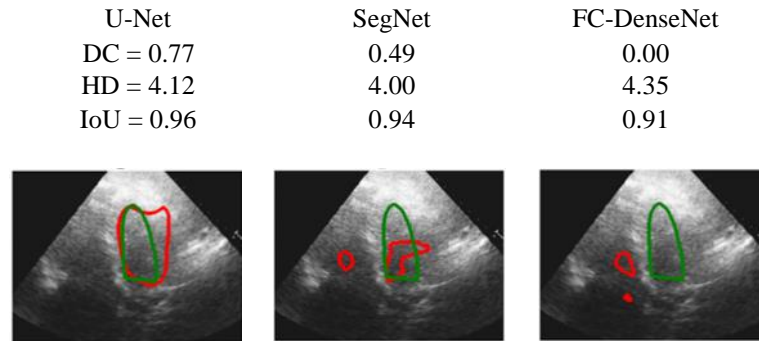 U-Net SegNet FC-DenseNet
DC = 0.77 0.49 0.00
HD = 4.12 4.00 4.35
IoU = 0.96 0.94 0.91